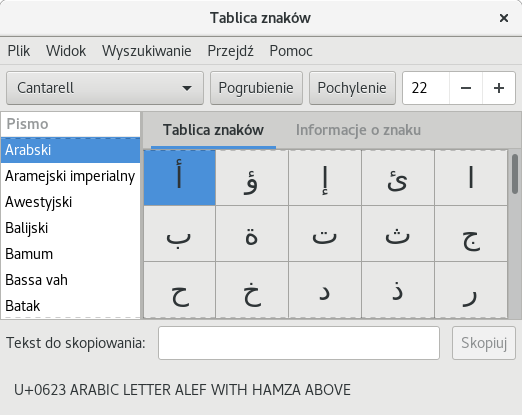 Tablica znaków
Plik Widok Wyszukiwanie Przejdź Pomoc
Cantarell Pogrubienie Pochylenie 22
Pismo
Arabski
Aramejski imperialny
Awestyjski
Balijski
Bamum
Bassa vah
Batak
Tablica znaków Informacje o znaku
أ ؤ إ ئ ا
ب ة ت ث ج
ح خ د ذ ر
Tekst do skopiowania: Skopiuj
U+0623 ARABIC LETTER ALEF WITH HAMZA ABOVE